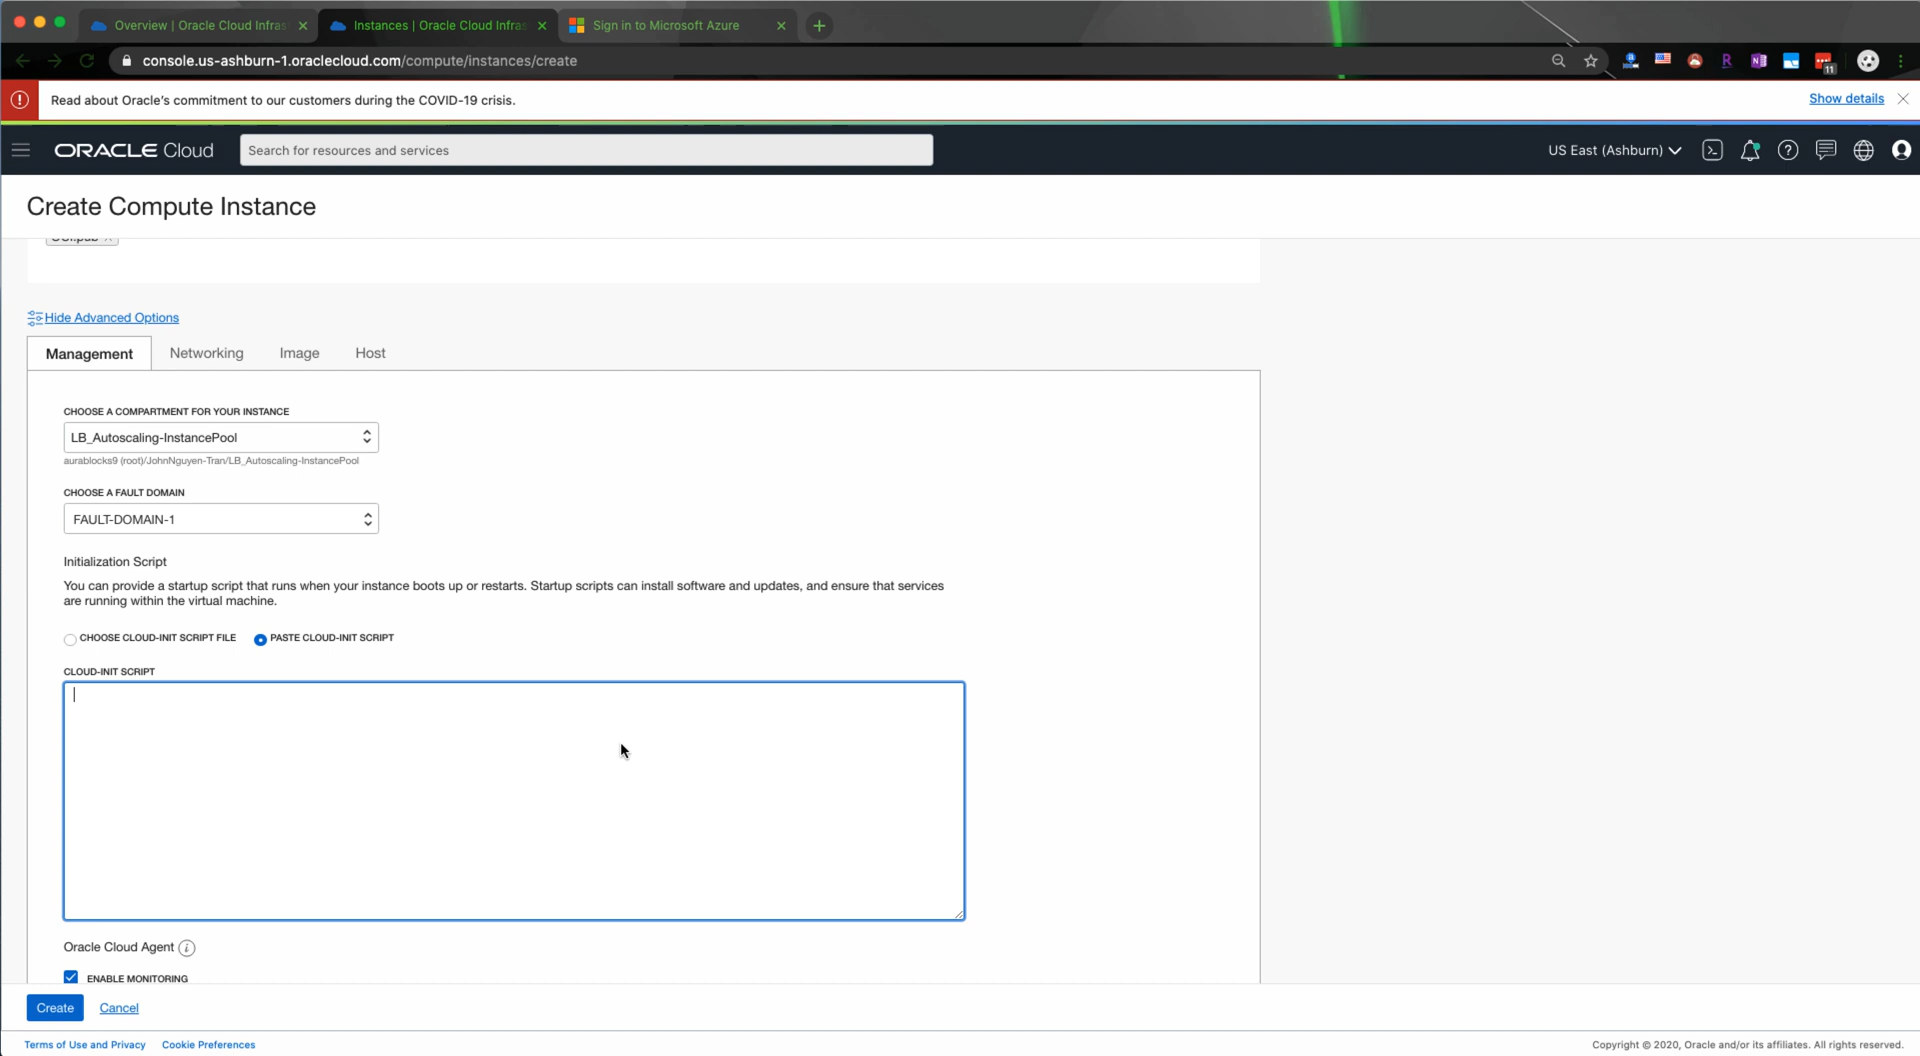 Overview | Oracle Cloud Infras
Instances | Oracle Cloud Infras
Sign in to Microsoft Azure
console.us-ashburn-1.oraclecloud.com/compute/instances/create
11
Read about Oracle's commitment to our customers during the COVID-19 crisis.
Show details
ORACLE Cloud
Search for resources and services
US East (Ashburn)
Create Compute Instance
Hide Advanced Options
Management
Networking
Image
Host
CHOOSE A COMPARTMENT FOR YOUR INSTANCE
LB_Autoscaling-InstancePool
aurablocks9 (root)/JohnNguyen-Tran/LB_Autoscaling-InstancePool
CHOOSE A FAULT DOMAIN
FAULT-DOMAIN-1
Initialization Script
You can provide a startup script that runs when your instance boots up or restarts. Startup scripts can install software and updates, and ensure that services
are running within the virtual machine.
CHOOSE CLOUD-INIT SCRIPT FILE
PASTE CLOUD-INIT SCRIPT
CLOUD-INIT SCRIPT
Oracle Cloud Agent
ENABLE MONITORING
Create
Cancel
Terms of Use and Privacy
Cookie Preferences
Copyright © 2020, Oracle and/or its affiliates. All rights reserved.